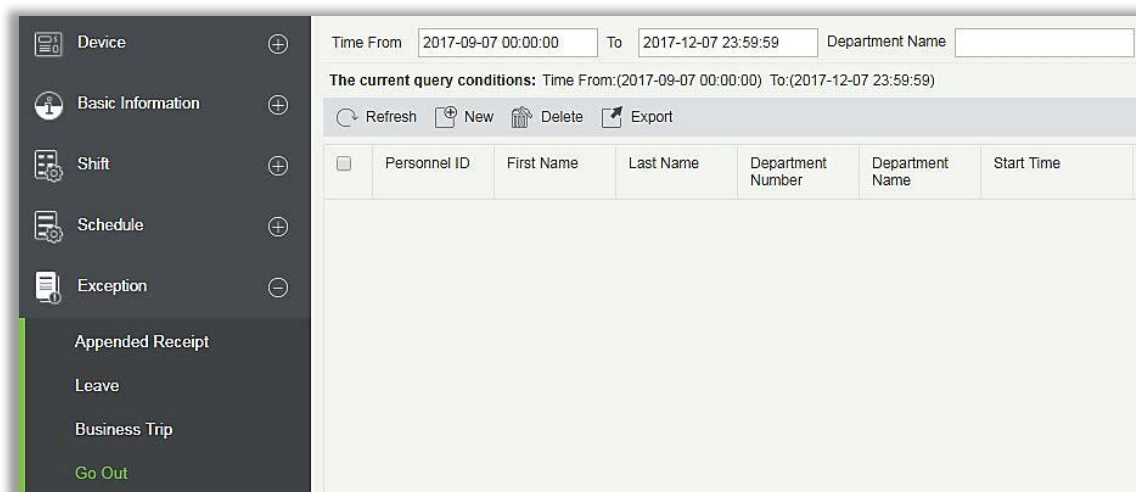 Device
Basic Information
Shift
Schedule
Exception
Appended Receipt
Leave
Business Trip
Go Out
Time From 2017-09-07 00:00:00 To 2017-12-07 23:59:59 Department Name
The current query conditions: Time From:(2017-09-07 00:00:00) To:(2017-12-07 23:59:59)
Refresh New Delete Export
Personnel ID First Name Last Name Department Number Department Name Start Time